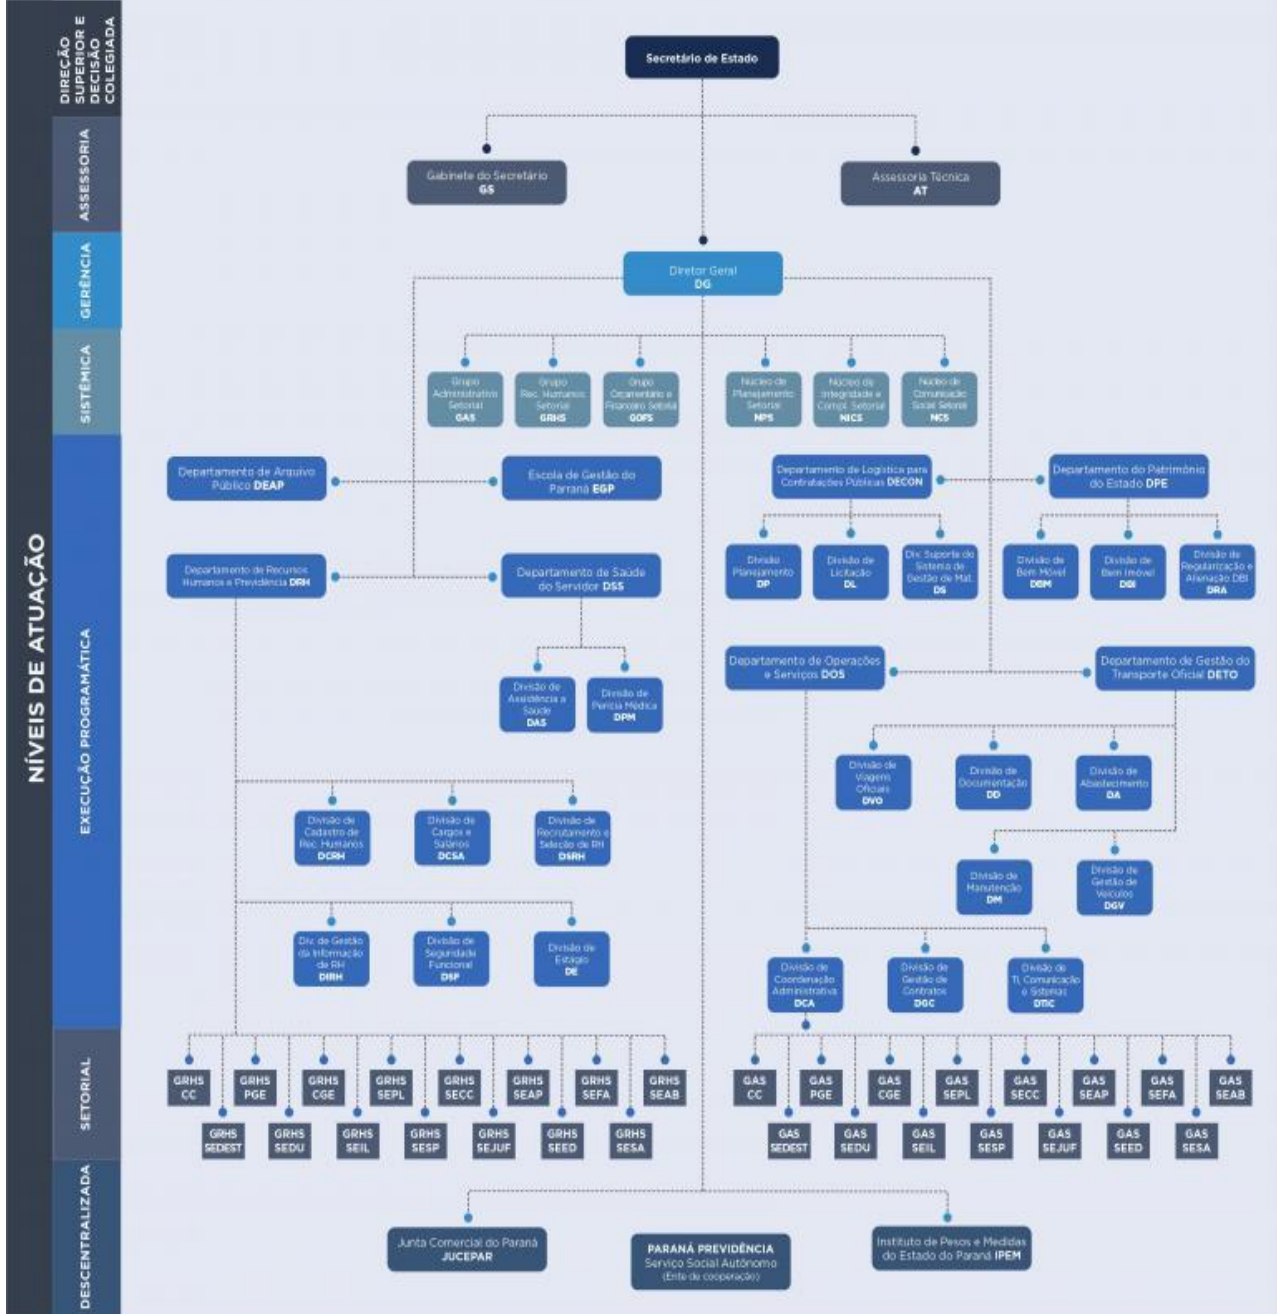 NÍVEIS DE ATUAÇÃO
DIREÇÃO
SUPERIOR E
DECISÃO
COLEGIADA
Secretário de Estado
ASSESSORIA
Gabinete do Secretário
GS
Assessoria Técnica
AT
GERÊNCIA
Diretor Geral
DG
SISTÊMICA
Grupo
Administrativo
Setorial
GAS
Grupo
Rec. Humanos
Setorial
GRHS
Grupo
Orçamentário e
Financeiro Setorial
GOFS
Núcleo de
Planejamento
Setorial
NPS
Núcleo de
Integridade e
Compl. Setorial
NICS
Núcleo de
Comunicação
Social Setorial
NCS
EXECUÇÃO PROGRAMÁTICA
Departamento de Arquivo
Público DEAP
Escola de Gestão do
Parraná EGP
Departamento de Logística para
Contratações Públicas DECON
Departamento do Patrimônio
do Estado DPE
Divisão
Planejamento
DP
Divisão de
Licitação
DL
Div. Suporte do
Sistema de
Gestão de Mat.
DS
Divisão de
Bem Móvel
DBM
Divisão de
Bem Imóvel
DBI
Divisão de
Regularização e
Alienação DBI
DRA
Departamento de Recursos
Humanos e Previdência DRH
Departamento de Saúde
do Servidor DSS
Divisão de
Assistência a
Saúde
DAS
Divisão de
Perícia Médica
DPM
Departamento de Operações
e Serviços DOS
Departamento de Gestão do
Transporte Oficial DETO
Divisão de
Viagens
Oficiais
DVO
Divisão de
Documentação
DD
Divisão de
Abastecimento
DA
Divisão de
Cadastro de
Rec. Humanos
DCRH
Divisão de
Cargos e
Salários
DCSA
Divisão de
Recrutamento e
Seleção de RH
DSRH
Divisão de
Manutenção
DM
Divisão de
Gestão de
Veículos
DGV
Div. de Gestão
da Informação
de RH
DIRH
Divisão de
Seguridade
Funcional
DSF
Divisão de
Estágio
DE
Divisão de
Coordenação
Administrativa
DCA
Divisão de
Gestão de
Contratos
DGC
Divisão de
TI, Comunicação
e Sistemas
DTIC
SETORIAL
GRHS
CC
GRHS
PGE
GRHS
CGE
GRHS
SEPL
GRHS
SECC
GRHS
SEAP
GRHS
SEFA
GRHS
SEAB
GRHS
SEDEST
GRHS
SEDU
GRHS
SEIL
GRHS
SESP
GRHS
SEJUF
GRHS
SEED
GRHS
SESA
GAS
CC
GAS
PGE
GAS
CGE
GAS
SEPL
GAS
SECC
GAS
SEAP
GAS
SEFA
GAS
SEAB
GAS
SEDEST
GAS
SEDU
GAS
SEIL
GAS
SESP
GAS
SEJUF
GAS
SEED
GAS
SESA
DESCENTRALIZADA
Junta Comercial do Paraná
JUCEPAR
PARANÁ PREVIDÊNCIA
Serviço Social Autônomo
(Ente de cooperação)
Instituto de Pesos e Medidas
do Estado do Paraná IPEM